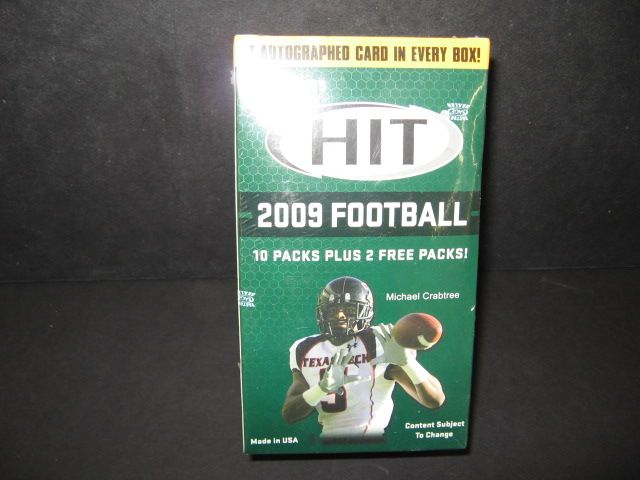 AUTOGRAPHED CARD IN EVERY BOX!
HIT
2009 FOOTBALL
10 PACKS PLUS 2 FREE PACKS!
Michael Crabtree
TEXAS TECH
5
Content Subject
To Change
Made in USA